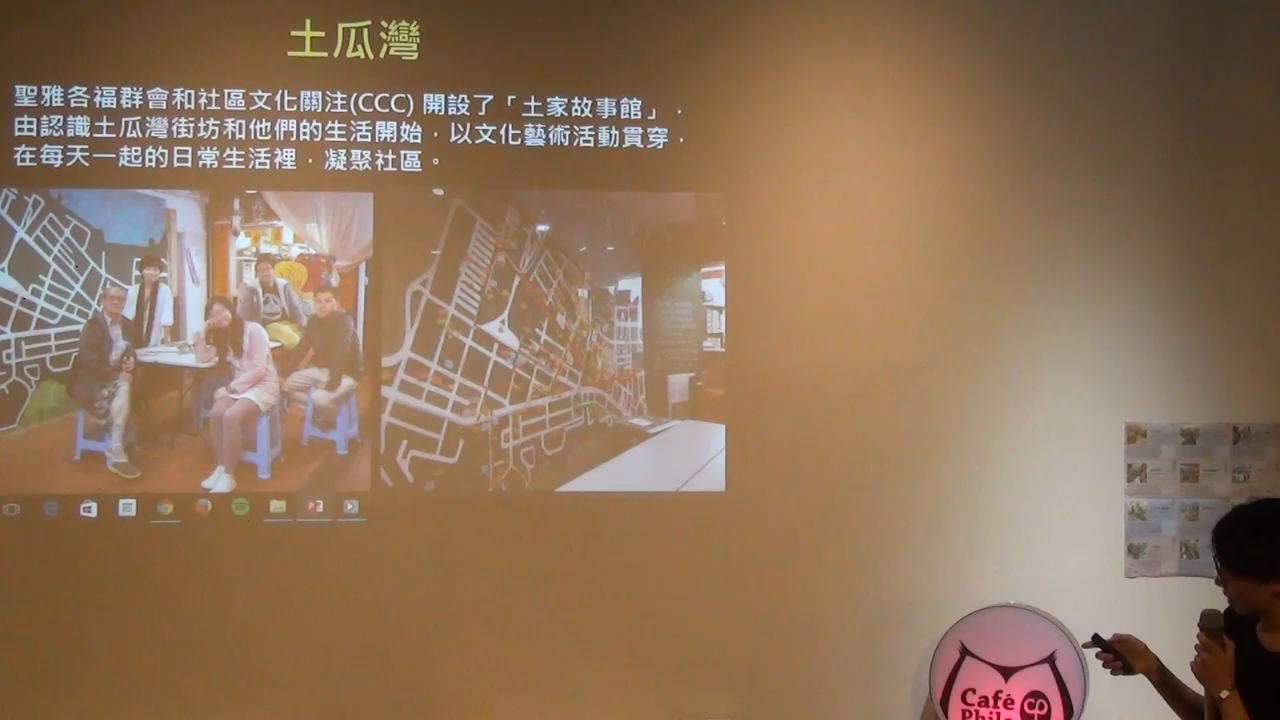 土瓜灣
聖雅各福群會和社區文化關注(CCC) 開設了「土家故事館」，
由認識土瓜灣街坊和他們的生活開始，以文化藝術活動貫穿，
在每天一起的日常生活裡，凝聚社區。
Café
Philo
cp